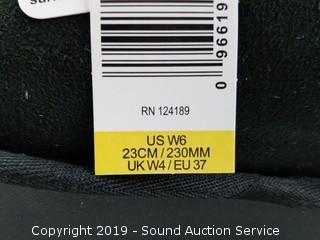 0 96619
RN 124189
US W6
23CM / 230MM
UK W4 / EU 37
Copyright 2019 - Sound Auction Service